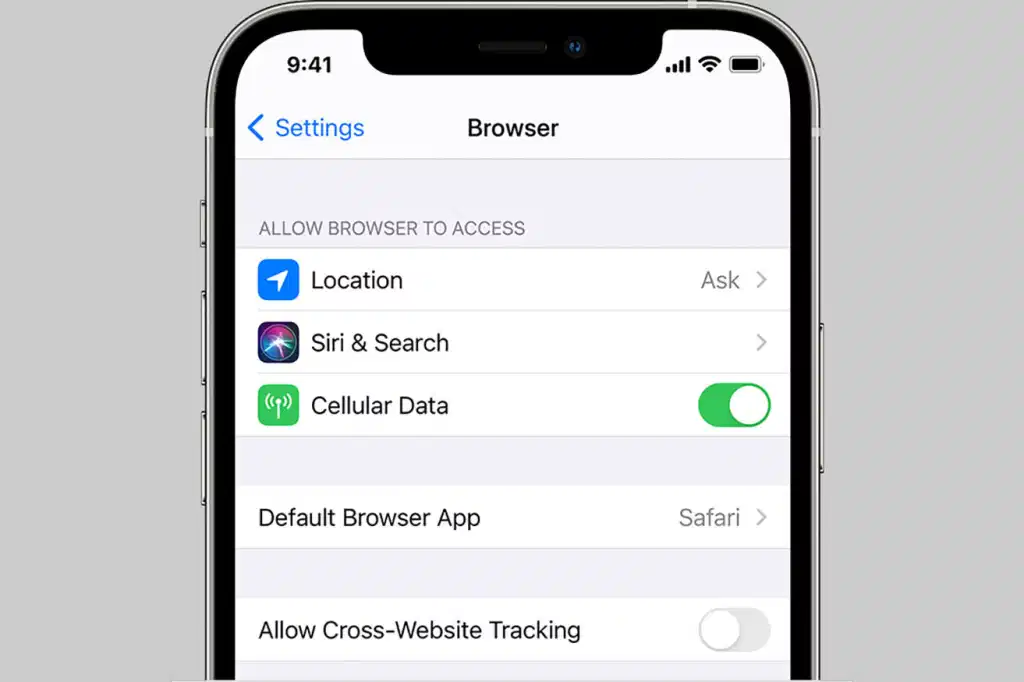 9:41
Settings
Browser
ALLOW BROWSER TO ACCESS
Location Ask
Siri & Search
Cellular Data
Default Browser App Safari
Allow Cross-Website Tracking